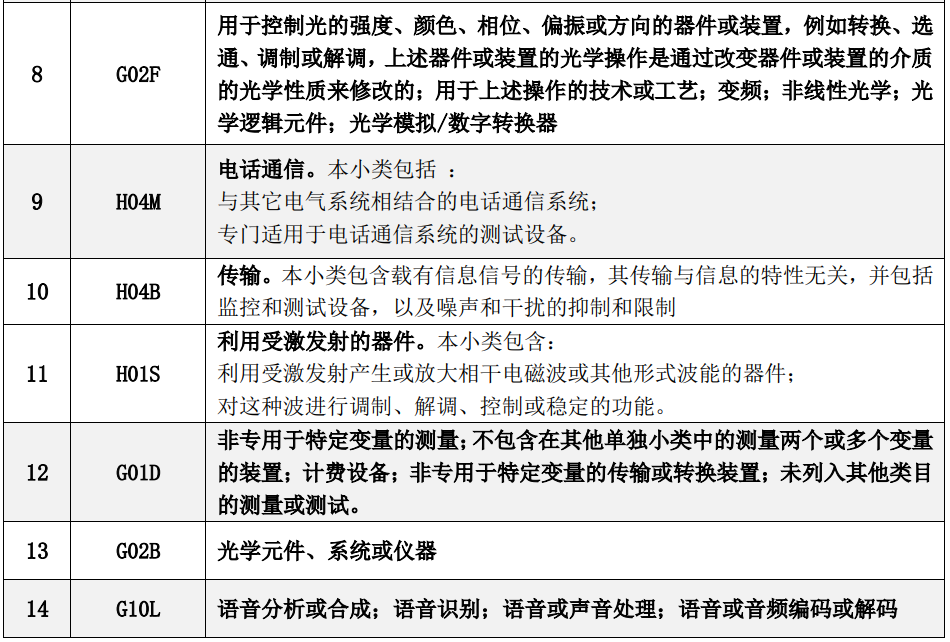 8
G02F
用于控制光的强度、颜色、相位、偏振或方向的器件或装置，例如转换、选
通、调制或解调，上述器件或装置的光学操作是通过改变器件或装置的介质
的光学性质来修改的；用于上述操作的技术或工艺；变频；非线性光学；光
学逻辑元件；光学模拟/数字转换器
9
H04M
电话通信。本小类包括 ：
与其它电气系统相结合的电话通信系统；
专门适用于电话通信系统的测试设备。
10
H04B
传输。本小类包含载有信息信号的传输，其传输与信息的特性无关，并包括
监控和测试设备，以及噪声和干扰的抑制和限制
11
H01S
利用受激发射的器件。本小类包含：
利用受激发射产生或放大相干电磁波或其他形式波能的器件；
对这种波进行调制、解调、控制或稳定的功能。
12
G01D
非专用于特定变量的测量；不包含在其他单独小类中的测量两个或多个变量
的装置；计费设备；非专用于特定变量的传输或转换装置；未列入其他类目
的测量或测试。
13
G02B
光学元件、系统或仪器
14
G10L
语音分析或合成；语音识别；语音或声音处理；语音或音频编码或解码